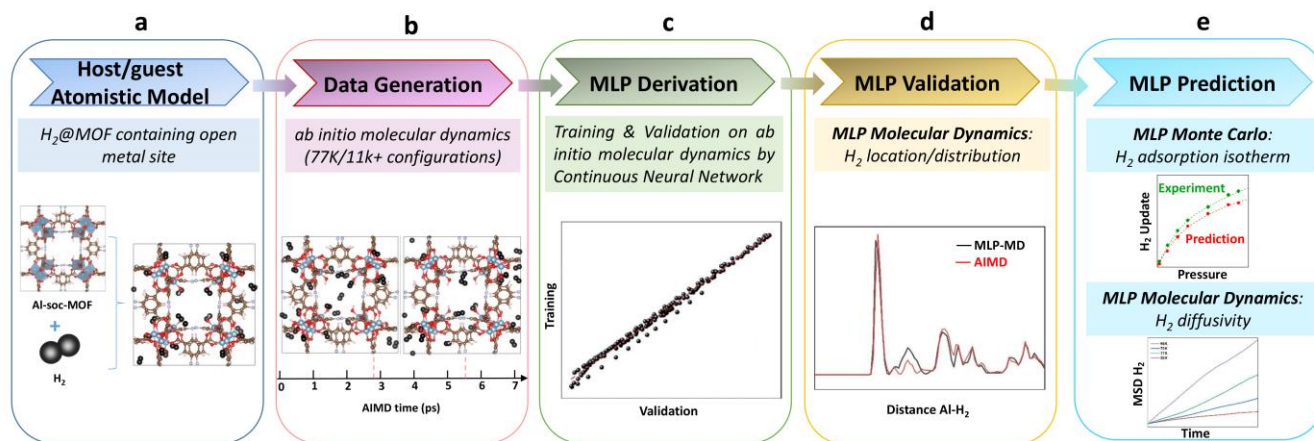 a
Host/guest
Atomistic Model
H2@MOF containing open
metal site
Al-soc-MOF
+
H2
b
Data Generation
ab initio molecular dynamics
(77K/11k+ configurations)
0 1 2 3 4 5 6 7
AIMD time (ps)
c
MLP Derivation
Training & Validation on ab
initio molecular dynamics by
Continuous Neural Network
Training
Validation
d
MLP Validation
MLP Molecular Dynamics:
H2 location/distribution
MLP-MD
AIMD
Distance Al-H2
e
MLP Prediction
MLP Monte Carlo:
H2 adsorption isotherm
Experiment
Prediction
H2 Update
Pressure
MLP Molecular Dynamics:
H2 diffusivity
MSD H2
Time